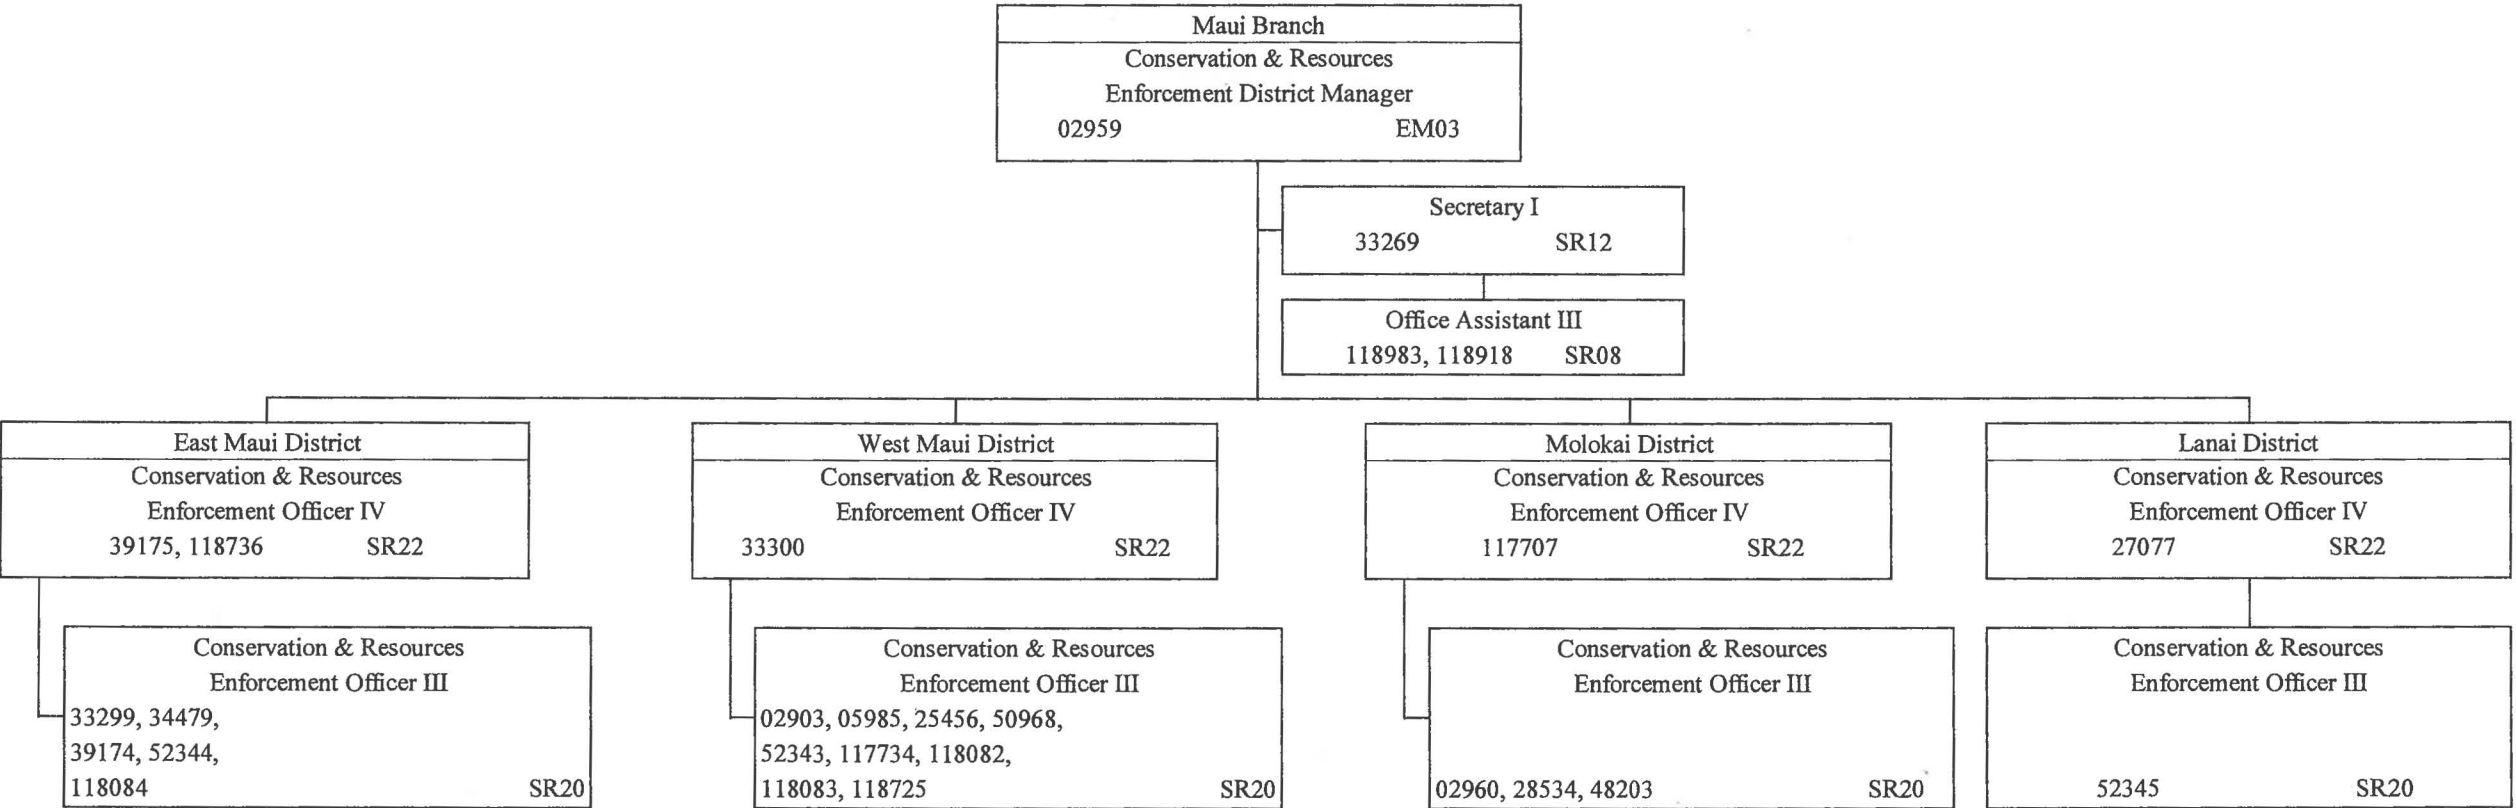 Maui Branch
Conservation & Resources
Enforcement District Manager
02959 EM03
Secretary I
33269 SR12
Office Assistant III
118983, 118918 SR08
East Maui District
Conservation & Resources
Enforcement Officer IV
39175, 118736 SR22
West Maui District
Conservation & Resources
Enforcement Officer IV
33300 SR22
Molokai District
Conservation & Resources
Enforcement Officer IV
117707 SR22
Lanai District
Conservation & Resources
Enforcement Officer IV
27077 SR22
Conservation & Resources
Enforcement Officer III
33299, 34479,
39174, 52344,
118084 SR20
Conservation & Resources
Enforcement Officer III
02903, 05985, 25456, 50968,
52343, 117734, 118082,
118083, 118725 SR20
Conservation & Resources
Enforcement Officer III
02960, 28534, 48203 SR20
Conservation & Resources
Enforcement Officer III
52345 SR20